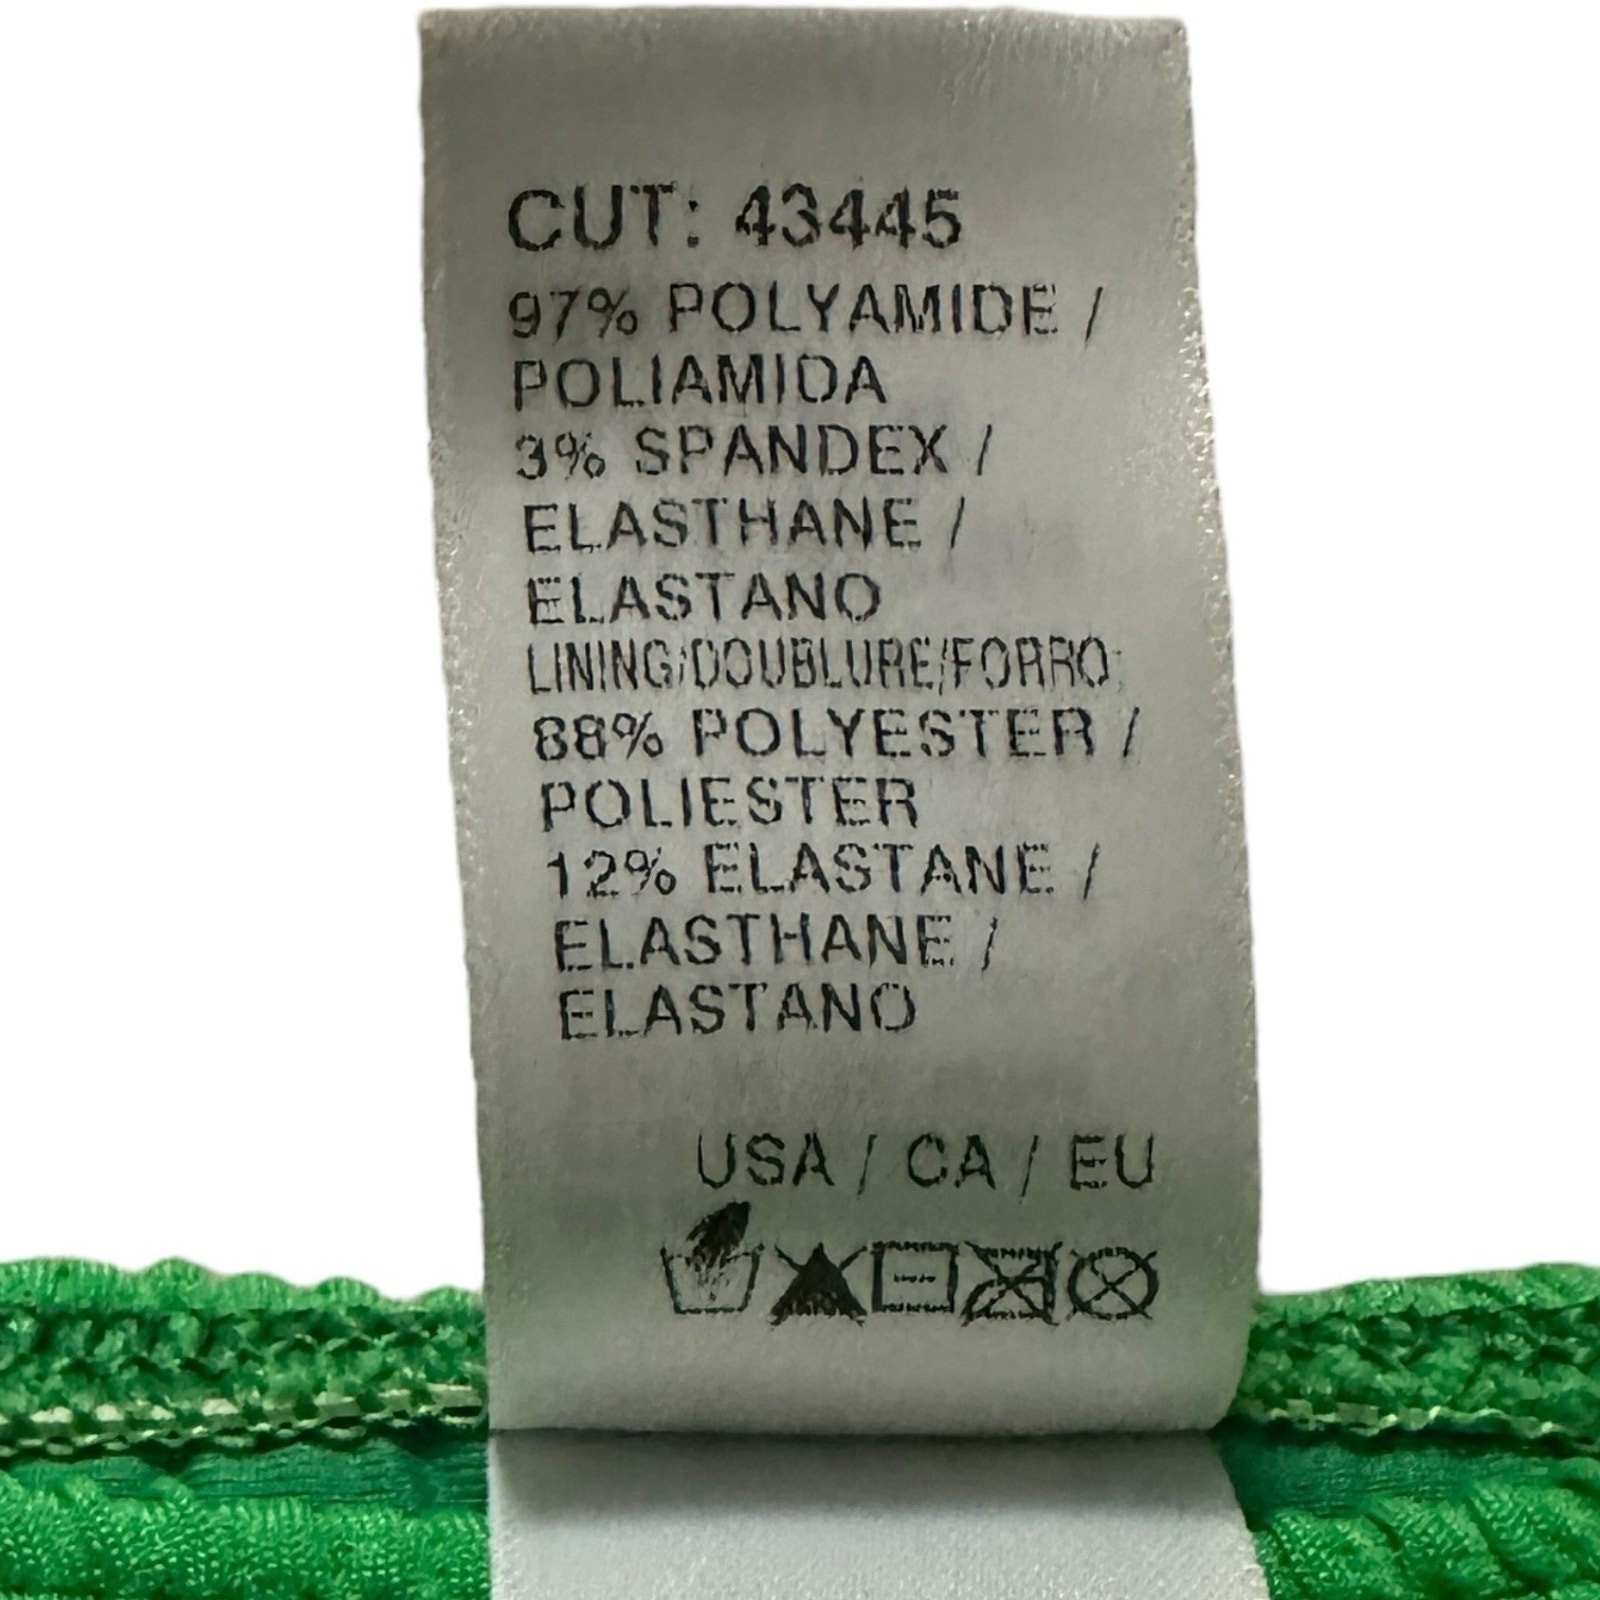 CUT: 43445
97% POLYAMIDE /
POLIAMIDA
3% SPANDEX /
ELASTHANE /
ELASTANO
LINING/DOUBLURE/FORRO:
88% POLYESTER /
POLIESTER
12% ELASTANE /
ELASTHANE /
ELASTANO
USA / CA / EU